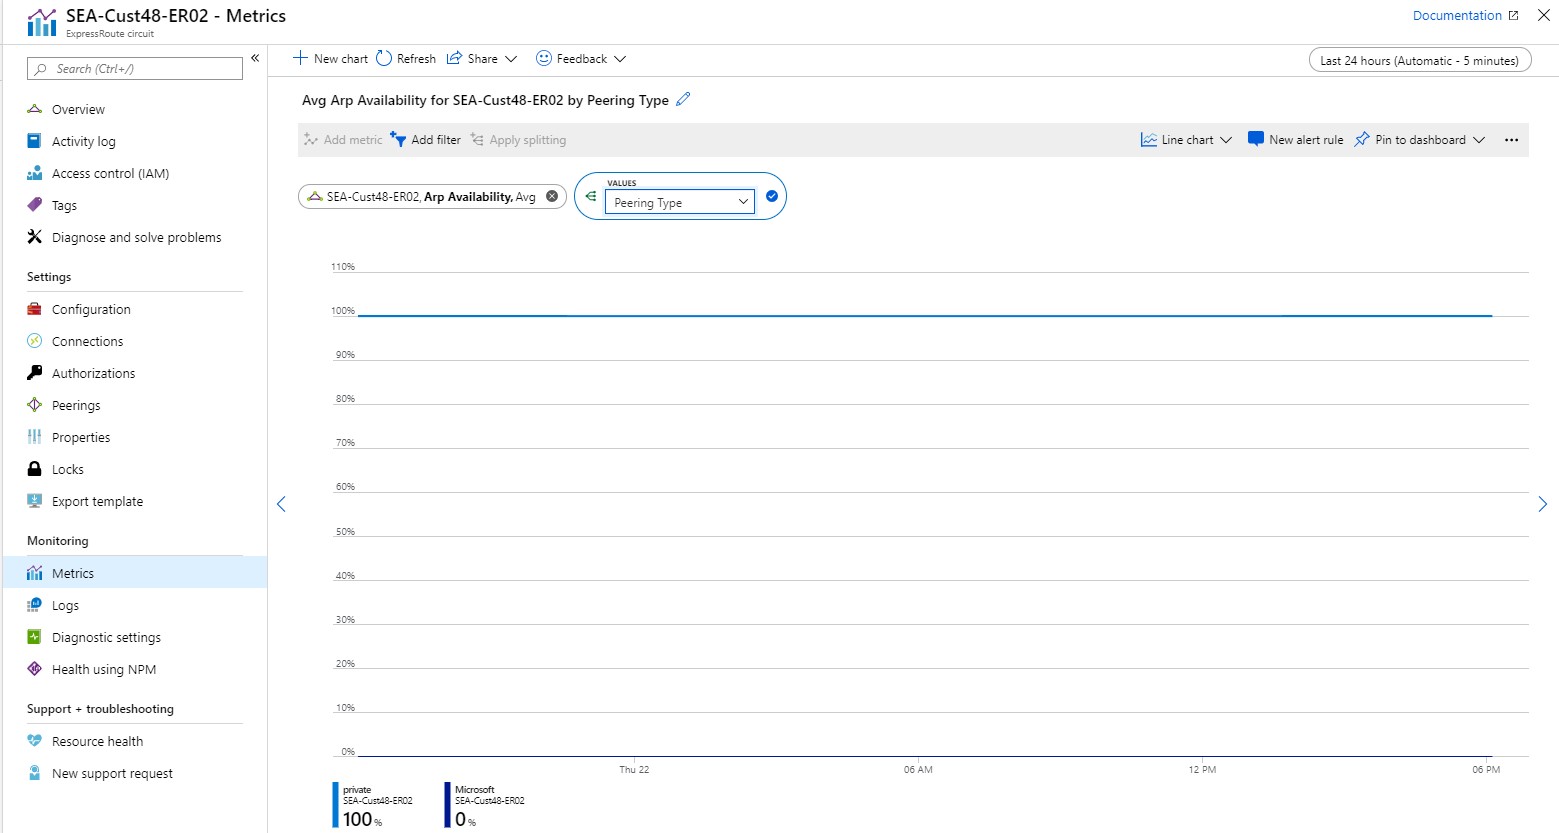 SEA-Cust48-ER02 - Metrics
ExpressRoute circuit
Documentation
Search (Ctrl+/)
«
Overview
Activity log
Access control (IAM)
Tags
Diagnose and solve problems
Settings
Configuration
Connections
Authorizations
Peerings
Properties
Locks
Export template
Monitoring
Metrics
Logs
Diagnostic settings
Health using NPM
Support + troubleshooting
Resource health
New support request
New chart Refresh Share Feedback
Last 24 hours (Automatic - 5 minutes)
Avg Arp Availability for SEA-Cust48-ER02 by Peering Type
Add metric Add filter Apply splitting Line chart New alert rule Pin to dashboard ...
SEA-Cust48-ER02, Arp Availability, Avg
VALUES
Peering Type
110%
100%
90%
80%
70%
60%
50%
40%
30%
20%
10%
0%
Thu 22 06 AM 12 PM 06 PM
private
SEA-Cust48-ER02
100 %
Microsoft
SEA-Cust48-ER02
0 %